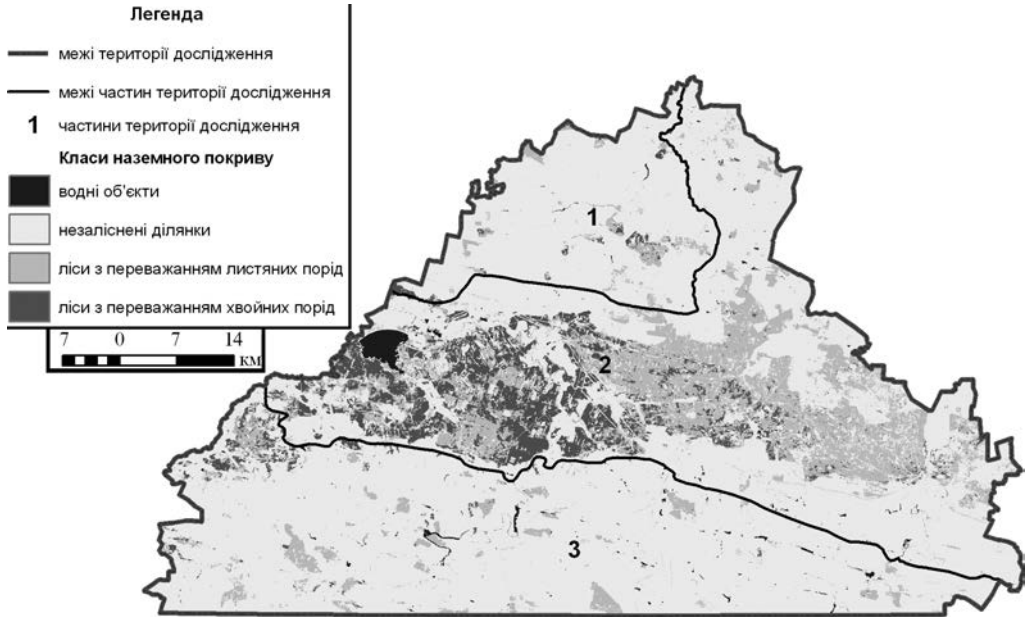 Легенда
межі території дослідження
межі частин території дослідження
1 частини території дослідження
Класи наземного покриву
водні об'єкти
незаліснені ділянки
ліси з переважанням листяних порід
ліси з переважанням хвойних порід
7 0 7 14
км
1
2
3